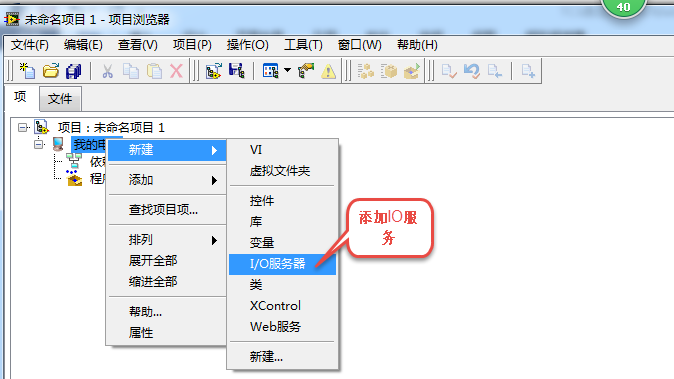 40
未命名项目 1 - 项目浏览器
文件(F) 编辑(E) 查看(V) 项目(P) 操作(O) 工具(T) 窗口(W) 帮助(H)
项 文件
项目：未命名项目 1
我的电
新建
VI
虚拟文件夹
依赖
程序
添加
控件
查找项目项...
库
排列
变量
展开全部
I/O服务器
缩进全部
类
XControl
帮助...
Web服务
属性
新建...
添加IO服
务